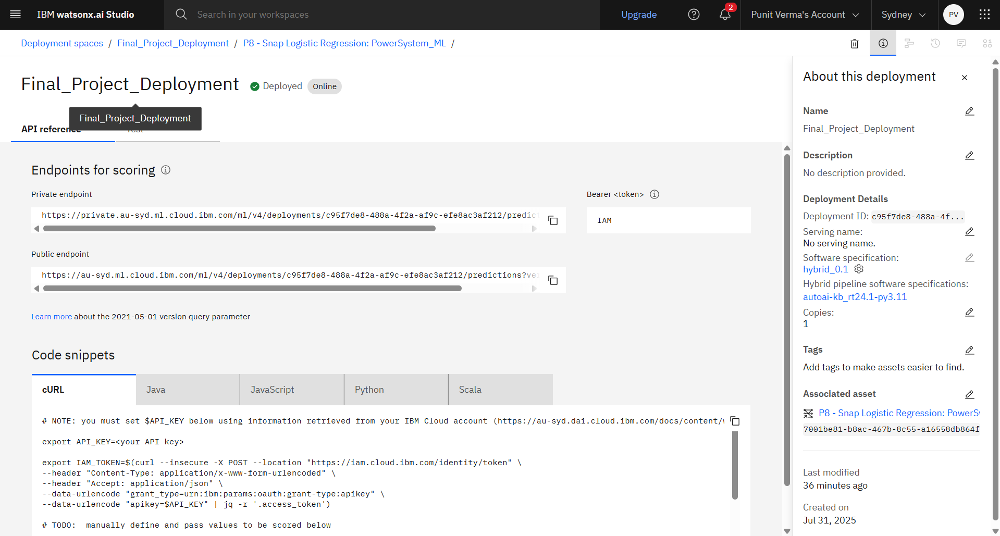 IBM watsonx.ai Studio
Search in your workspaces
Upgrade
2
Punit Verma's Account
Sydney
PV
Deployment spaces / Final_Project_Deployment / P8 - Snap Logistic Regression: PowerSystem_ML /
Final_Project_Deployment
Deployed
Online
Final_Project_Deployment
API reference
Test
Endpoints for scoring
Private endpoint
https://private.au-syd.ml.cloud.ibm.com/ml/v4/deployments/c95f7de8-488a-4f2a-af9c-efe8ac3af212/predic
Bearer <token>
IAM
Public endpoint
https://au-syd.ml.cloud.ibm.com/ml/v4/deployments/c95f7de8-488a-4f2a-af9c-efe8ac3af212/predictions?ve
Learn more about the 2021-05-01 version query parameter
Code snippets
cURL
Java
JavaScript
Python
Scala
# NOTE: you must set $API_KEY below using information retrieved from your IBM Cloud account (https://au-syd.dai.cloud.ibm.com/docs/content/
export API_KEY=<your API key>
export IAM_TOKEN=$(curl --insecure -X POST --location "https://iam.cloud.ibm.com/identity/token" \
--header "Content-Type: application/x-www-form-urlencoded" \
--header "Accept: application/json" \
--data-urlencode "grant_type=urn:ibm:params:oauth:grant-type:apikey" \
--data-urlencode "apikey=$API_KEY" | jq -r '.access_token')
# TODO:  manually define and pass values to be scored below
About this deployment
Name
Final_Project_Deployment
Description
No description provided.
Deployment Details
Deployment ID: c95f7de8-488a-4f...
Serving name:
No serving name.
Software specification:
hybrid_0.1
Hybrid pipeline software specifications:
autoai-kb_rt24.1-py3.11
Copies:
1
Tags
Add tags to make assets easier to find.
Associated asset
P8 - Snap Logistic Regression: PowerSy
7001be81-b8ac-467b-8c55-a16558db864f
Last modified
36 minutes ago
Created on
Jul 31, 2025